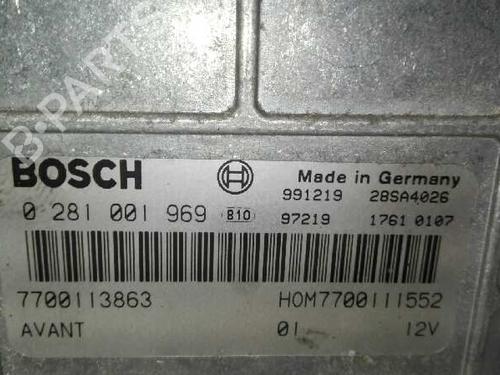 B-PARTS
BOSCH Made in Germany
991219 28SA4026
0 281 001 969 B10 97219 1761 0107
7700113863 HOM7700111552
AVANT 01 12V